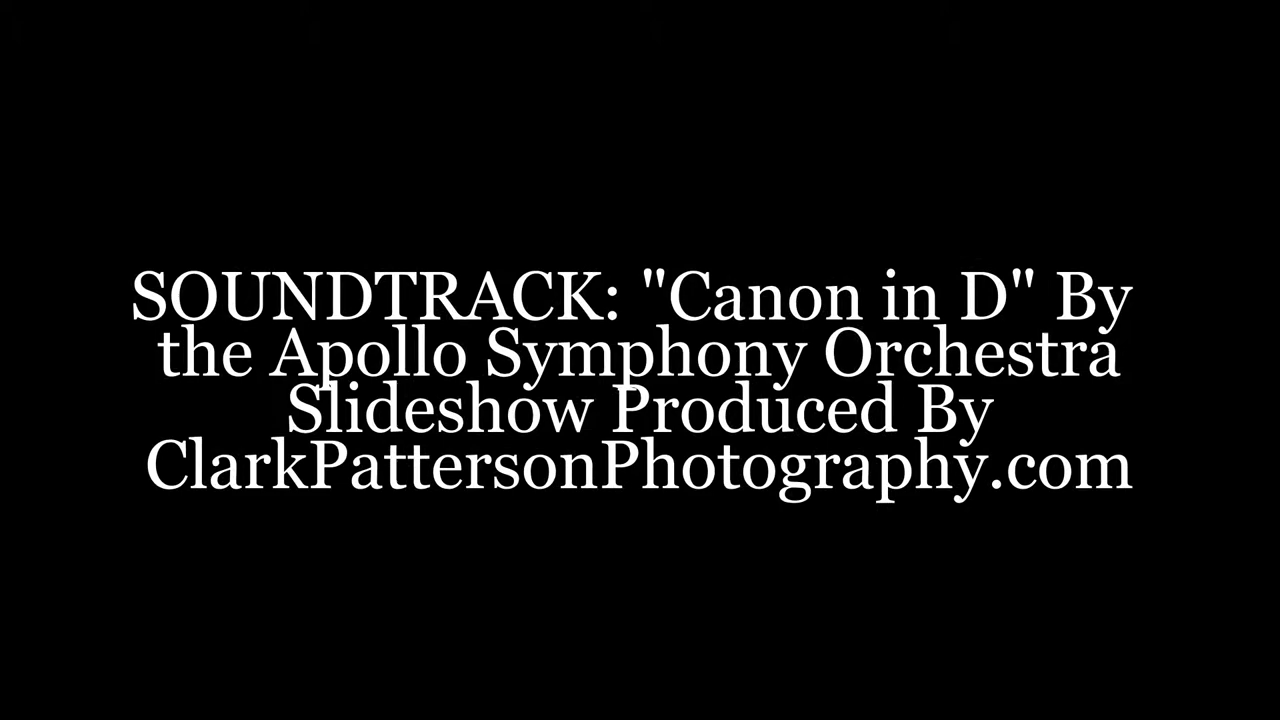 SOUNDTRACK: "Canon in D" By
the Apollo Symphony Orchestra
Slideshow Produced By
ClarkPattersonPhotography.com